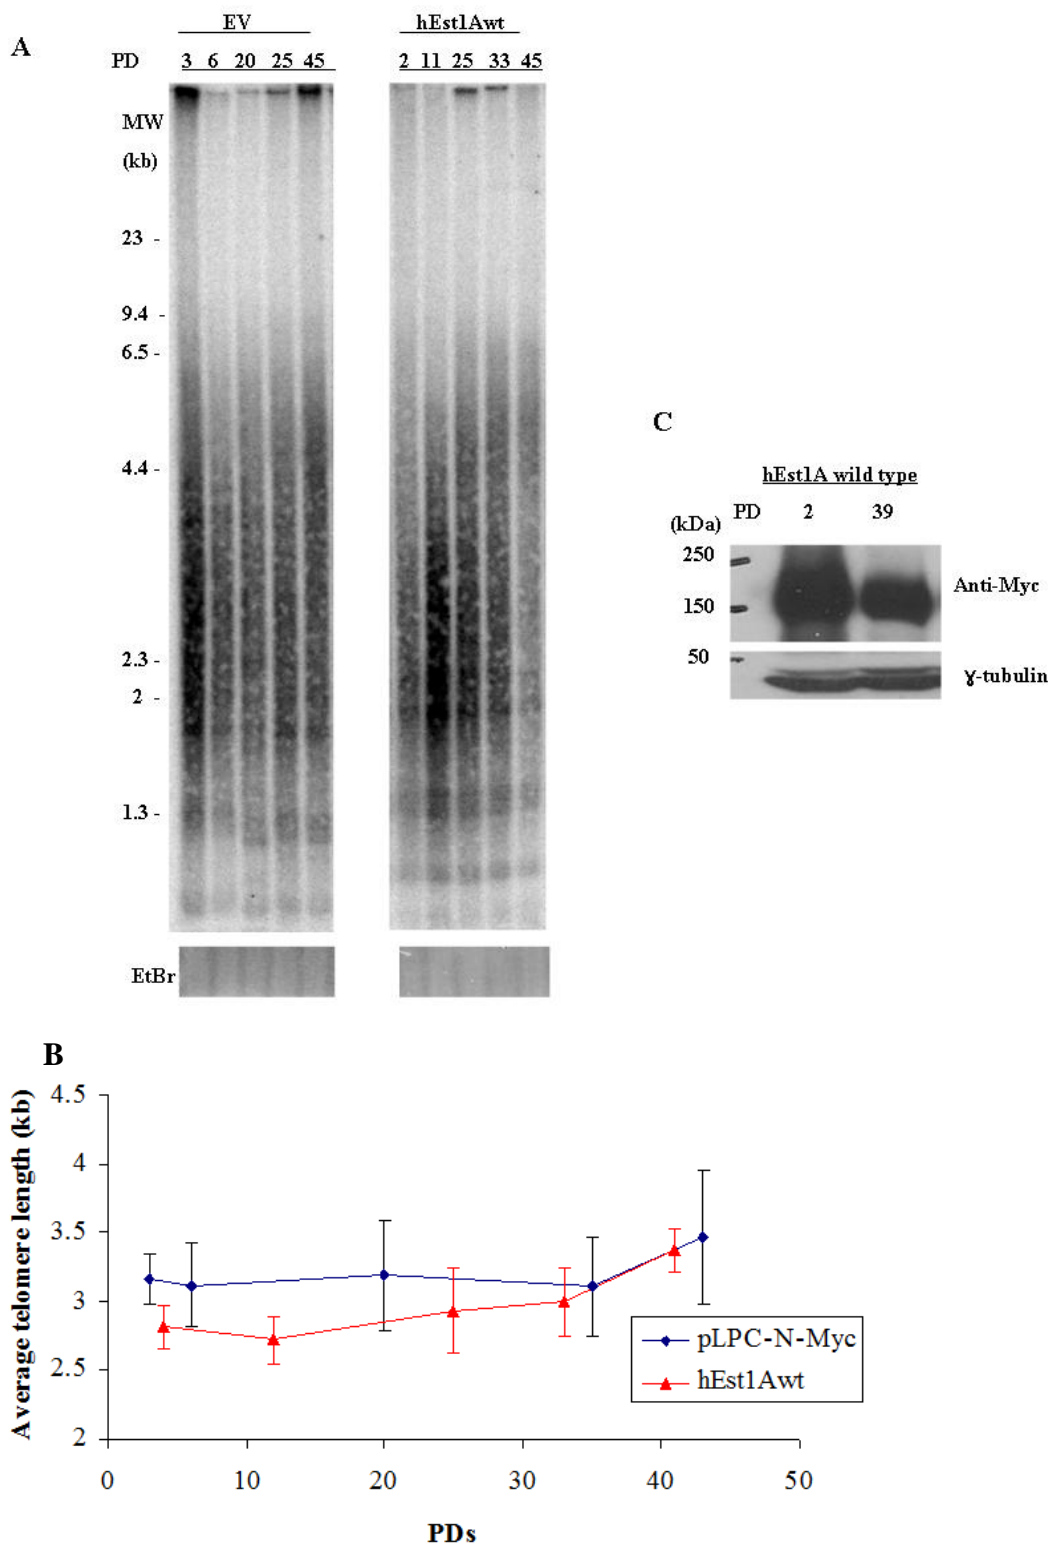 A
EV
hEst1Awt
PD 3 6 20 25 45
2 11 25 33 45
MW
(kb)
23 -
9.4 -
6.5 -
4.4 -
2.3 -
2 -
1.3 -
EtBr
C
hEst1A wild type
(kDa) PD 2 39
250
150
Anti-Myc
50
Ɣ-tubulin
B
Average telomere length (kb)
4.5
4
3.5
3
2.5
2
0 10 20 30 40 50
PDs
pLPC-N-Myc
hEst1Awt